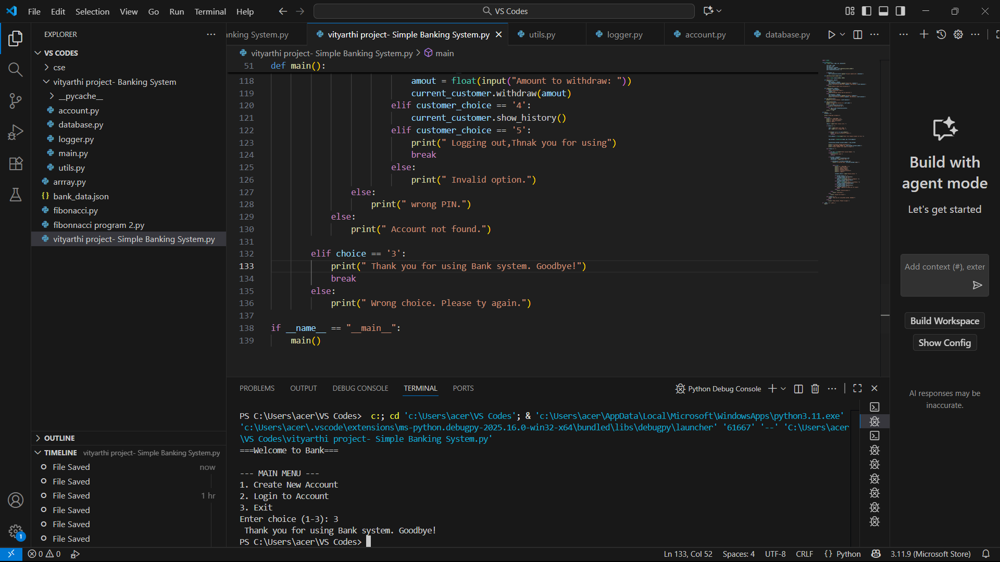 File Edit Selection View Go Run Terminal Help
VS Codes
EXPLORER
VS CODES
cse
vityarthi project- Banking System
__pycache__
account.py
database.py
logger.py
main.py
utils.py
arrray.py
{} bank_data.json
fibonacci.py
fibonnacci program 2.py
vityarthi project- Simple Banking System.py
OUTLINE
TIMELINE vityarthi project- Simple Banking System.py
File Saved now
File Saved
File Saved 1 hr
File Saved
File Saved
File Saved
nking System.py
vityarthi project- Simple Banking System.py
utils.py
logger.py
account.py
database.py
vityarthi project- Simple Banking System.py > main
51 def main():
118 amout = float(input("Amount to withdraw: "))
119 current_customer.withdraw(amout)
120 elif customer_choice == '4':
121 current_customer.show_history()
122 elif customer_choice == '5':
123 print(" Logging out,Thnak you for using")
124 break
125 else:
126 print(" Invalid option.")
127 else:
128 print(" wrong PIN.")
129 else:
130 print(" Account not found.")
131
132 elif choice == '3':
133 print(" Thank you for using Bank system. Goodbye!")
134 break
135 else:
136 print(" Wrong choice. Please ty again.")
137
138 if __name__ == "__main__":
139 main()
PROBLEMS OUTPUT DEBUG CONSOLE TERMINAL PORTS
Python Debug Console
PS C:\Users\acer\VS Codes> c:; cd 'c:\Users\acer\VS Codes'; & 'c:\Users\acer\AppData\Local\Microsoft\WindowsApps\python3.11.exe'
'c:\Users\acer\.vscode\extensions\ms-python.debugpy-2025.16.0-win32-x64\bundled\libs\debugpy\launcher' '61667' '--' 'C:\Users\acer
\VS Codes\vityarthi project- Simple Banking System.py'
===Welcome to Bank===
--- MAIN MENU ---
1. Create New Account
2. Login to Account
3. Exit
Enter choice (1-3): 3
Thank you for using Bank system. Goodbye!
PS C:\Users\acer\VS Codes>
Build with
agent mode
Let's get started
Add context (#), exter
Build Workspace
Show Config
AI responses may be
inaccurate.
1
0 0
Ln 133, Col 52 Spaces: 4 UTF-8 CRLF {} Python 3.11.9 (Microsoft Store)